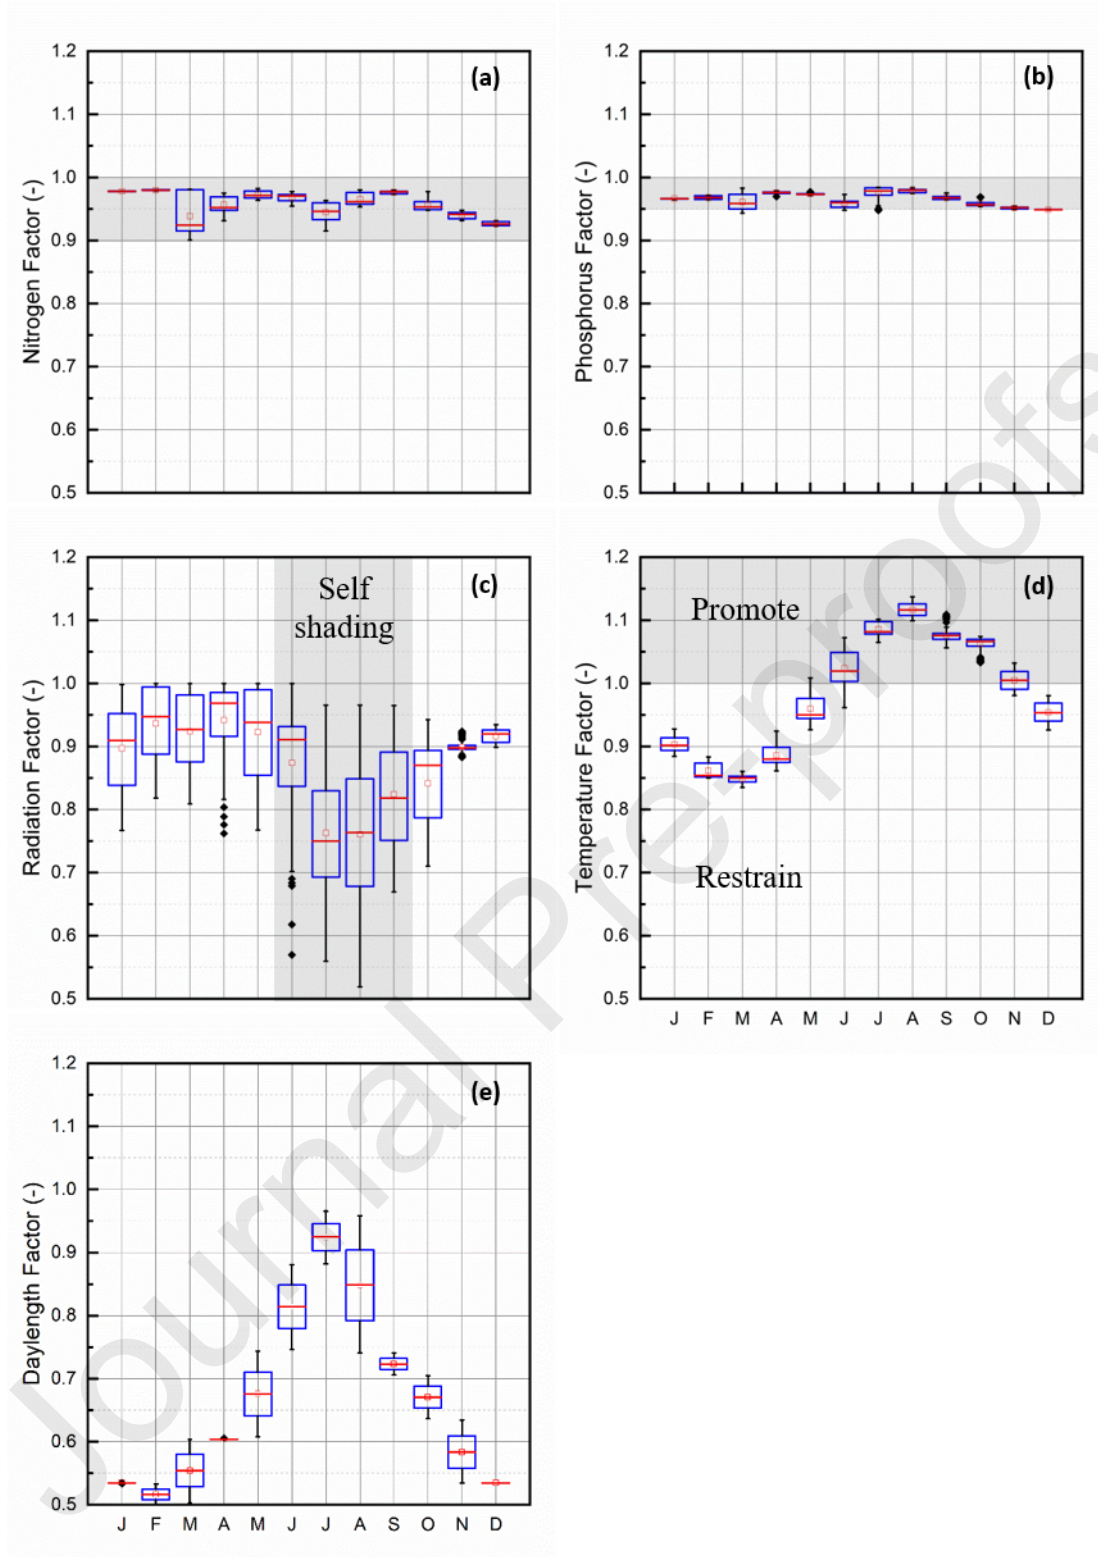 (a)
Nitrogen Factor (-)
1.2
1.1
1.0
0.9
0.8
0.7
0.6
0.5
(b)
Phosphorus Factor (-)
1.2
1.1
1.0
0.9
0.8
0.7
0.6
0.5
(c)
Self
shading
Radiation Factor (-)
1.2
1.1
1.0
0.9
0.8
0.7
0.6
0.5
(d)
Promote
Restrain
Temperature Factor (-)
1.2
1.1
1.0
0.9
0.8
0.7
0.6
0.5
J F M A M J J A S O N D
(e)
Daylength Factor (-)
1.2
1.1
1.0
0.9
0.8
0.7
0.6
0.5
J F M A M J J A S O N D
Journal Pre-proofs